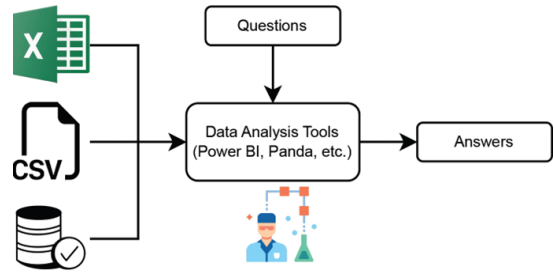 X
Questions
CSV
Data Analysis Tools
(Power BI, Panda, etc.)
Answers